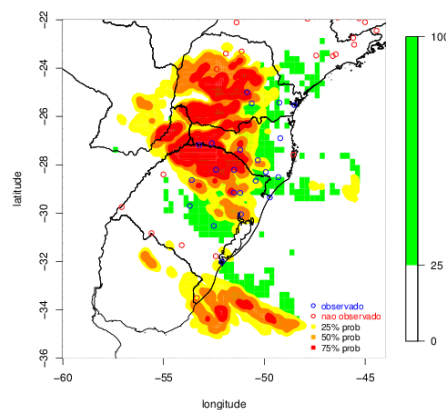 -22
-24
-26
-28
-30
-32
-34
-36
latitude
-60
-55
-50
-45
longitude
observado
nao observado
25% prob
50% prob
75% prob
100
25
0